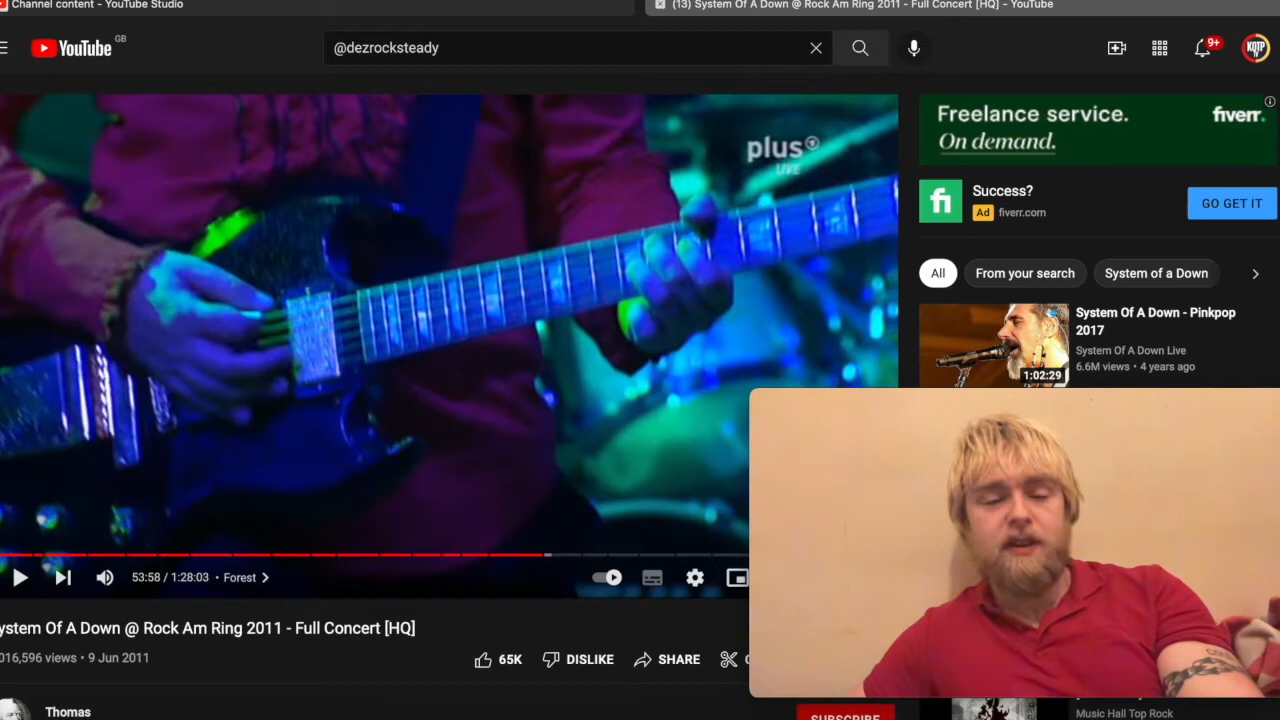 Channel content - YouTube Studio
(13) System Of A Down @ Rock Am Ring 2011 - Full Concert [HQ] - YouTube
YouTube GB
@dezrocksteady
9+
KOTP
TV
plus
LIVE
Freelance service.
On demand.
fiverr.
fi
Success?
Ad fiverr.com
GO GET IT
All
From your search
System of a Down
System Of A Down - Pinkpop
2017
System Of A Down Live
6.6M views • 4 years ago
1:02:29
53:58 / 1:28:03 • Forest
ystem Of A Down @ Rock Am Ring 2011 - Full Concert [HQ]
016,596 views • 9 Jun 2011
65K
DISLIKE
SHARE
C
Thomas
SUBSCRIBE
Music Hall Top Rock